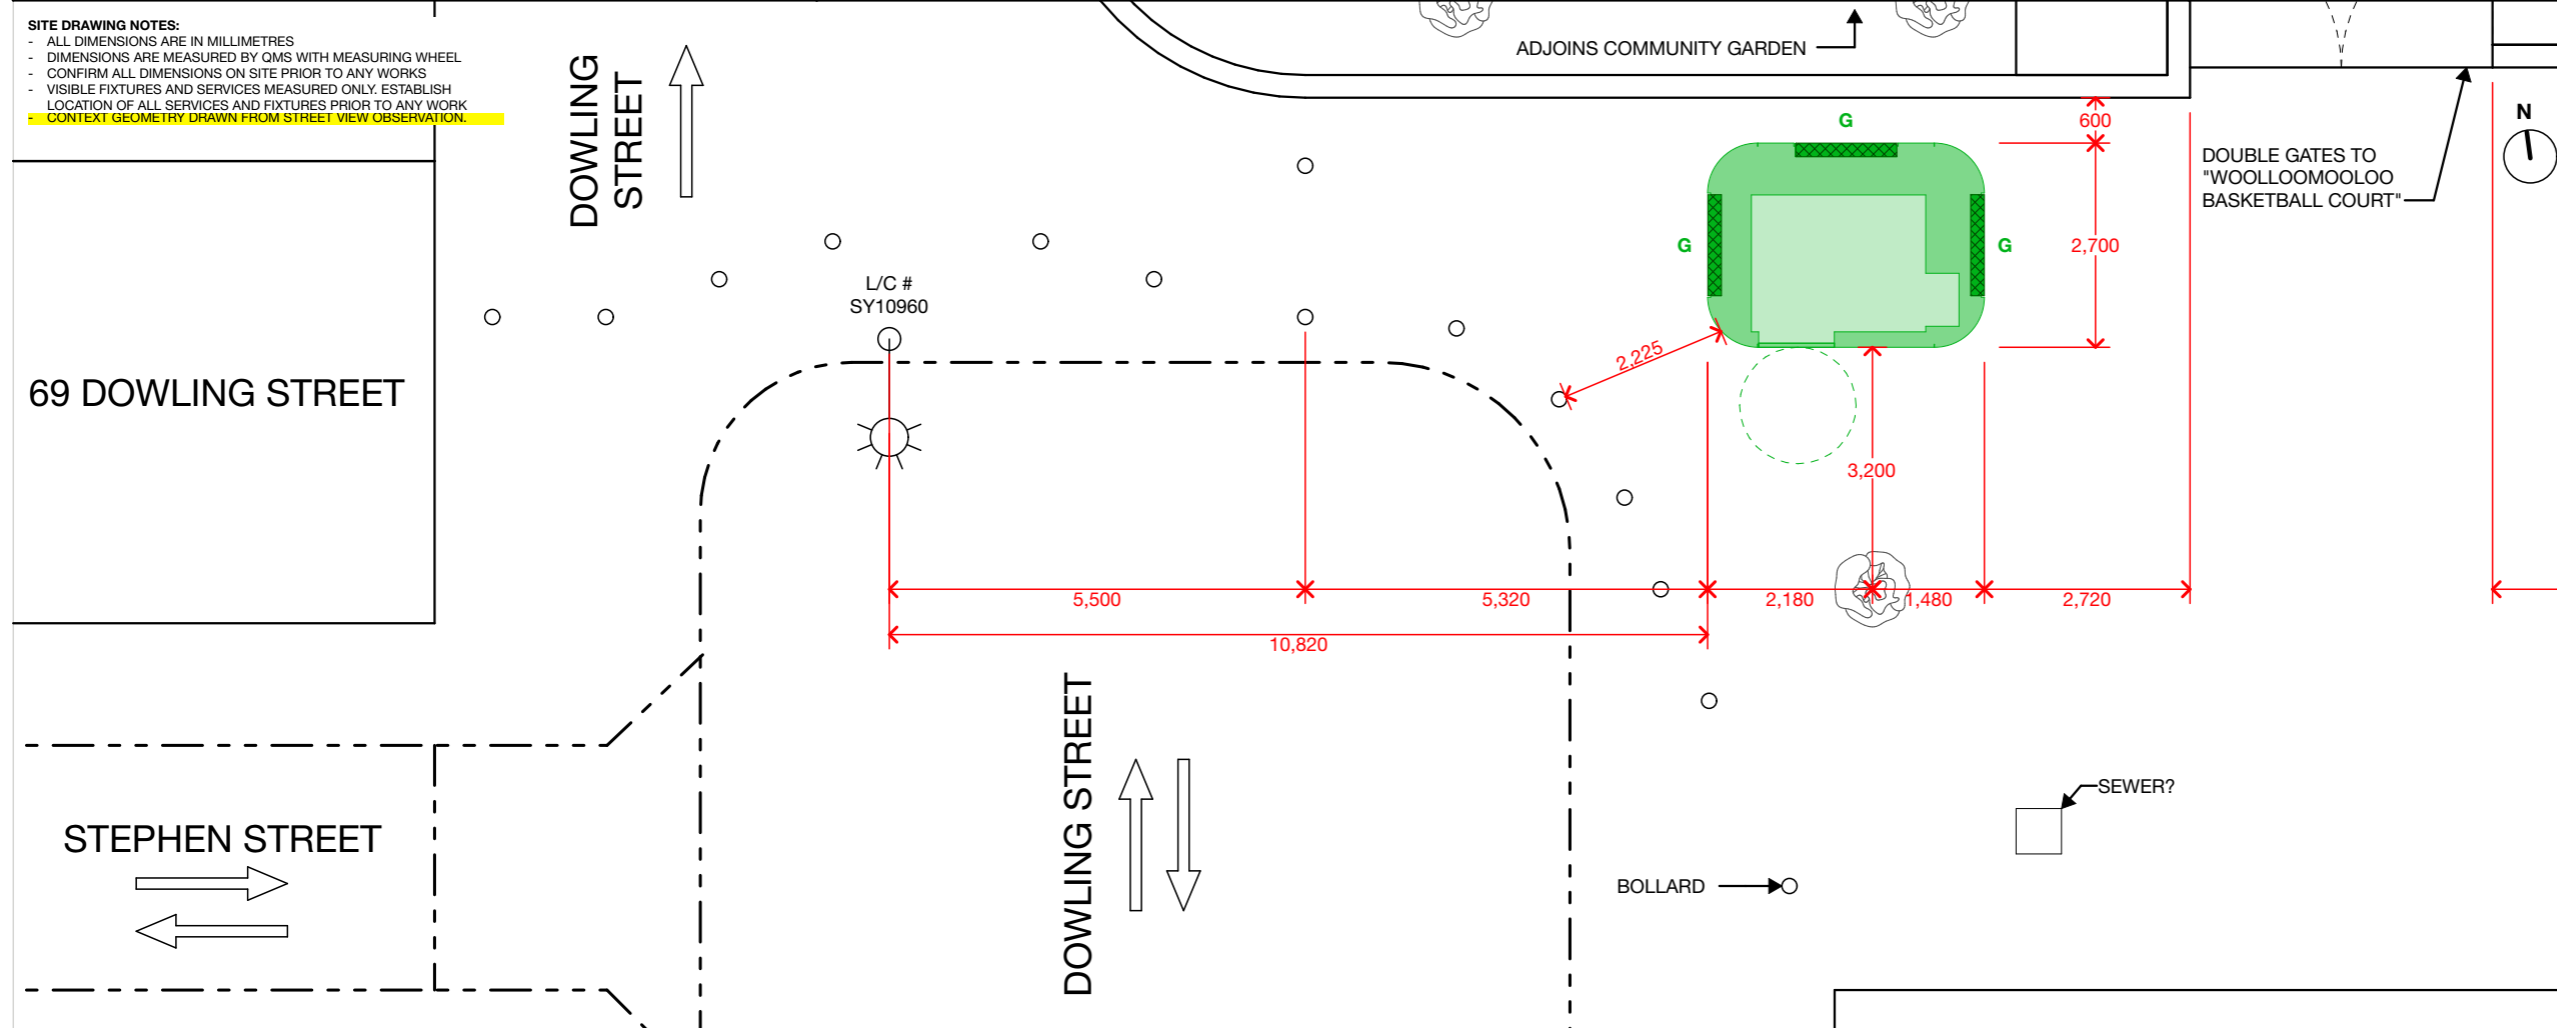 SITE DRAWING NOTES:
- ALL DIMENSIONS ARE IN MILLIMETRES
- DIMENSIONS ARE MEASURED BY QMS WITH MEASURING WHEEL
- CONFIRM ALL DIMENSIONS ON SITE PRIOR TO ANY WORKS
- VISIBLE FIXTURES AND SERVICES MEASURED ONLY. ESTABLISH
LOCATION OF ALL SERVICES AND FIXTURES PRIOR TO ANY WORK
- CONTEXT GEOMETRY DRAWN FROM STREET VIEW OBSERVATION.
DOWLING
STREET
ADJOINS COMMUNITY GARDEN
G
G
G
600
2,700
N
DOUBLE GATES TO
"WOOLLOOMOOLOO
BASKETBALL COURT"
L/C #
SY10960
69 DOWLING STREET
2,225
3,200
5,500
5,320
2,180
1,480
2,720
10,820
DOWLING STREET
STEPHEN STREET
SEWER?
BOLLARD